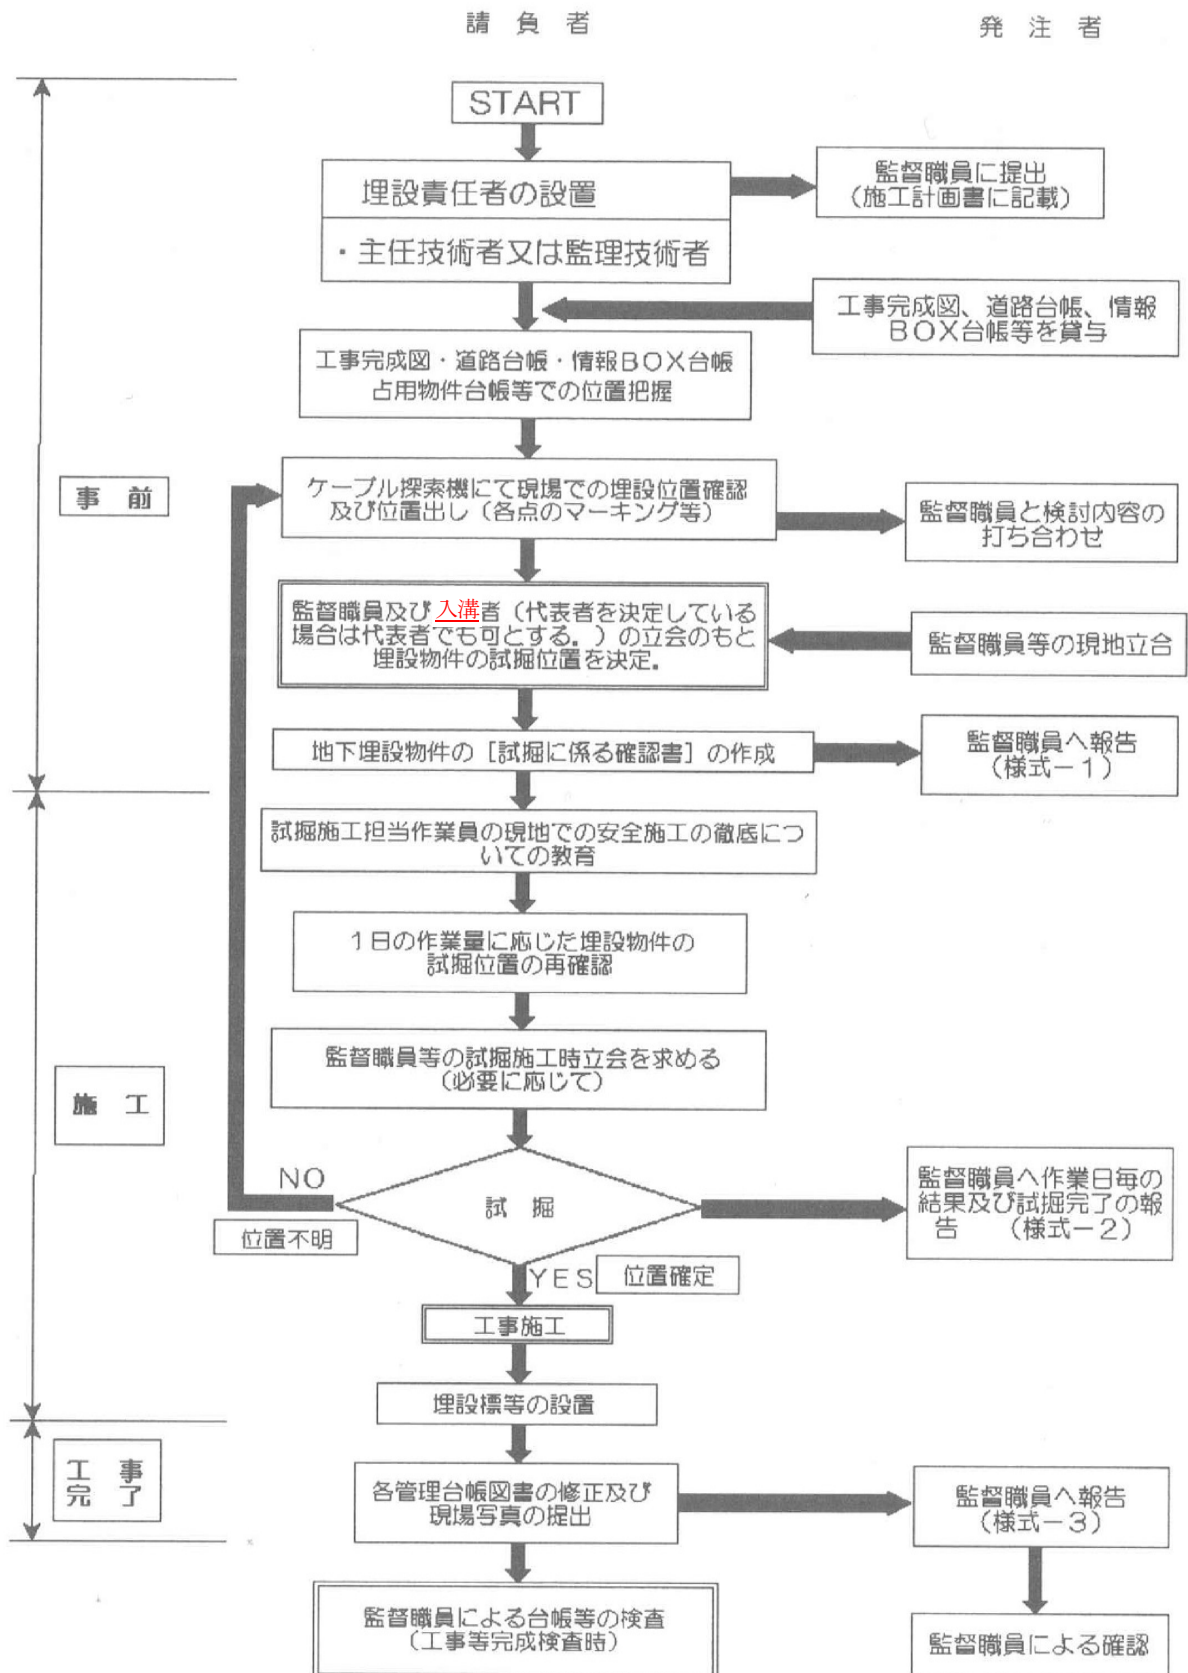 請 負 者
発 注 者
START
埋設責任者の設置
・主任技術者又は監理技術者
監督職員に提出
(施工計画書に記載)
工事完成図、道路台帳、情報
BOX台帳等を貸与
工事完成図・道路台帳・情報BOX台帳
占用物件台帳等での位置把握
事 前
ケーブル探索機にて現場での埋設位置確認
及び位置出し(各点のマーキング等)
監督職員と検討内容の
打ち合わせ
監督職員及び入溝者(代表者を決定している
場合は代表者でも可とする。)の立会のもと
埋設物件の試掘位置を決定.
監督職員等の現地立合
地下埋設物件の[試掘に係る確認書]の作成
監督職員へ報告
(様式-1)
試掘施工担当作業員の現地での安全施工の徹底につ
いての教育
1日の作業量に応じた埋設物件の
試掘位置の再確認
監督職員等の試掘施工時立会を求める
(必要に応じて)
施 工
NO
位置不明
試 掘
監督職員へ作業日毎の
結果及び試掘完了の報
告 (様式-2)
YES
位置確定
工事施工
埋設標等の設置
工 事
完 了
各管理台帳図書の修正及び
現場写真の提出
監督職員へ報告
(様式-3)
監督職員による台帳等の検査
(工事等完成検査時)
監督職員による確認